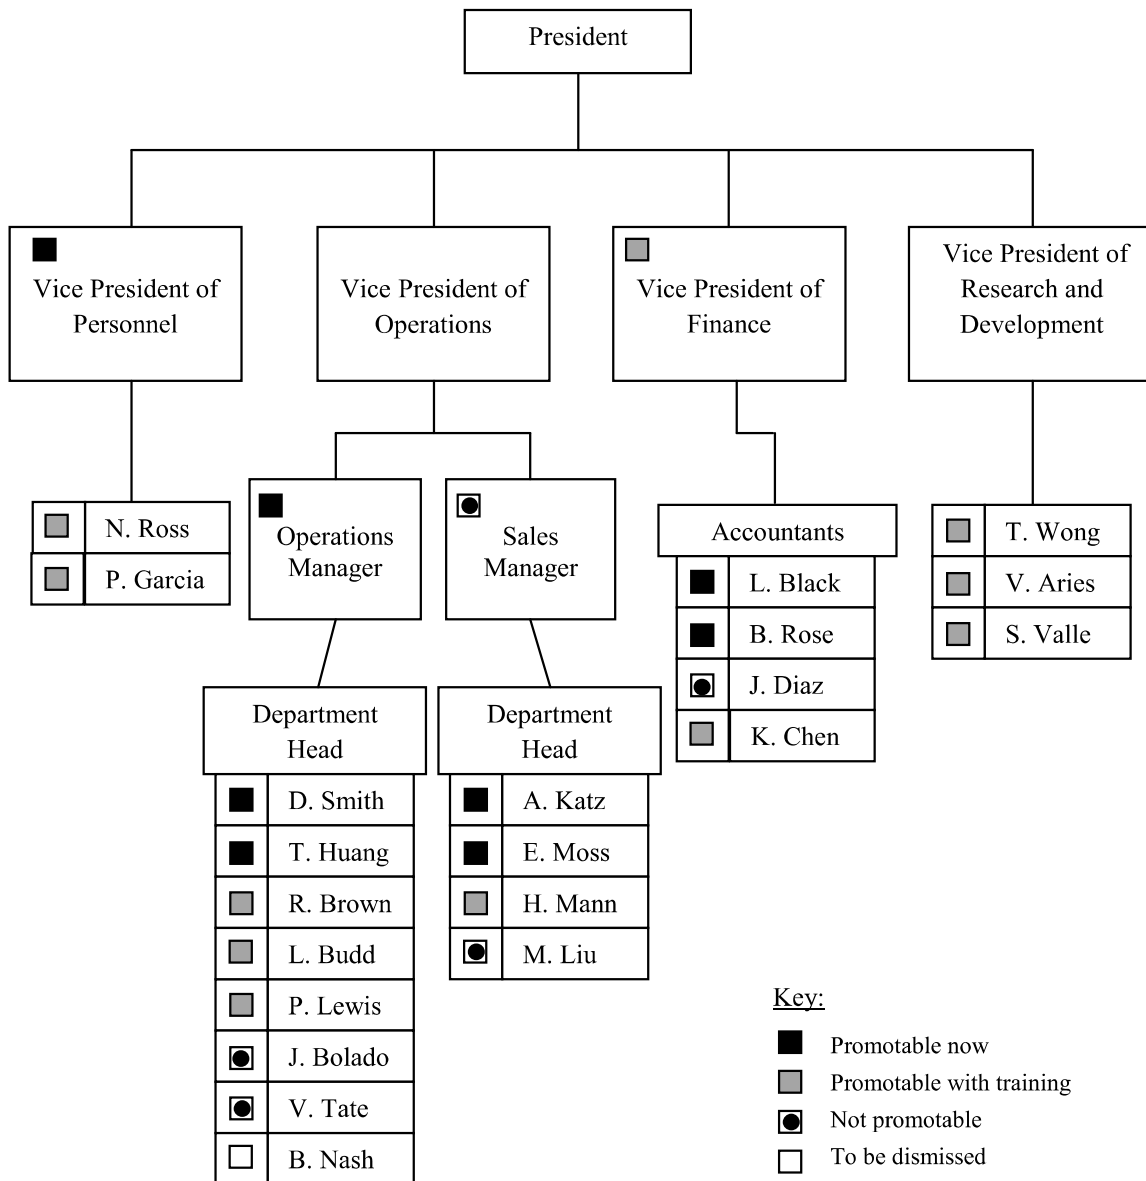 President
Vice President of
Personnel
Vice President of
Operations
Vice President of
Finance
Vice President of
Research and
Development
N. Ross
P. Garcia
Operations
Manager
Sales
Manager
Accountants
L. Black
B. Rose
J. Diaz
K. Chen
T. Wong
V. Aries
S. Valle
Department
Head
D. Smith
T. Huang
R. Brown
L. Budd
P. Lewis
J. Bolado
V. Tate
B. Nash
Department
Head
A. Katz
E. Moss
H. Mann
M. Liu
Key:
Promotable now
Promotable with training
Not promotable
To be dismissed